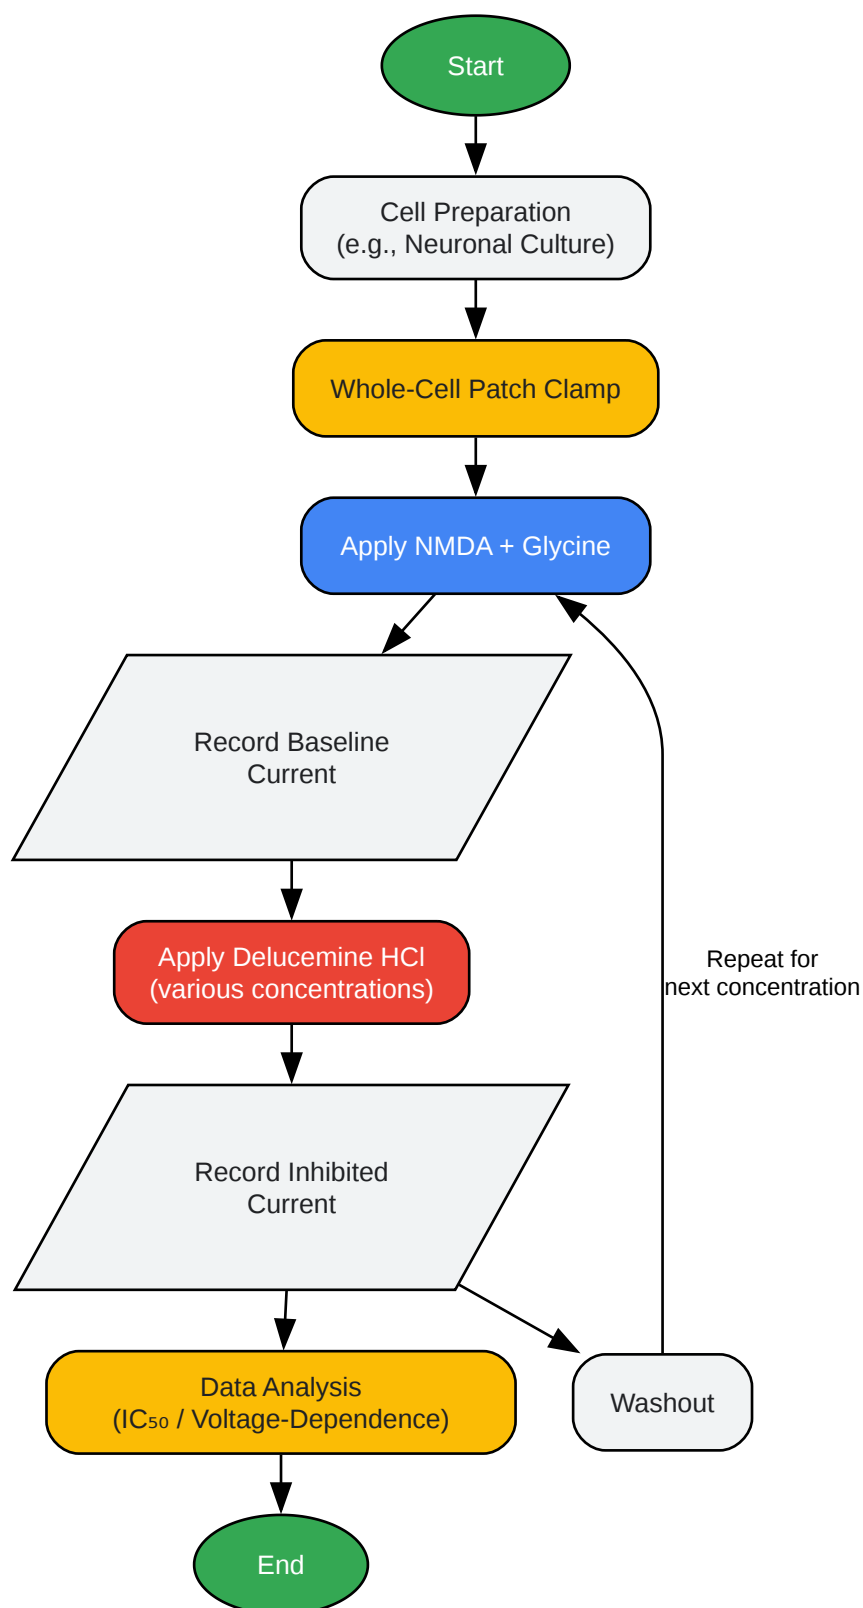 Start
Cell Preparation
(e.g., Neuronal Culture)
Whole-Cell Patch Clamp
Apply NMDA + Glycine
Record Baseline
Current
Apply Delucemine HCl
(various concentrations)
Repeat for
next concentration
Record Inhibited
Current
Data Analysis
(IC₅₀ / Voltage-Dependence)
Washout
End